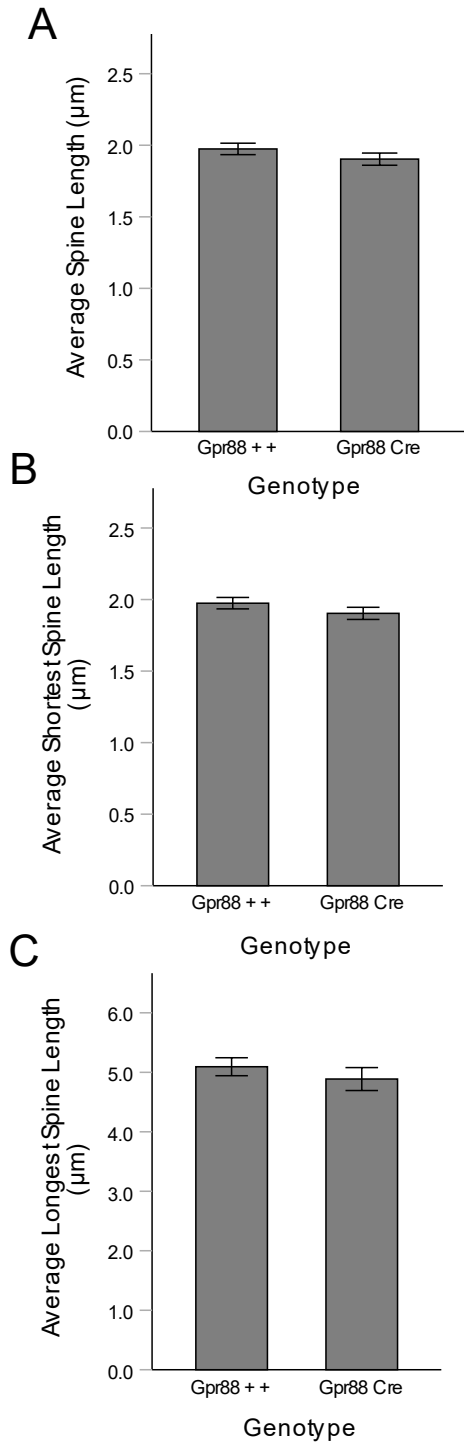 A
Average Spine Length (µm)
2.5
2.0
1.5
1.0
0.5
0.0
Gpr88 + +
Gpr88 Cre
Genotype
B
Average Shortest Spine Length
(µm)
2.5
2.0
1.5
1.0
0.5
0.0
Gpr88 + +
Gpr88 Cre
Genotype
C
Average Longest Spine Length
(µm)
6.0
5.0
4.0
3.0
2.0
1.0
0.0
Gpr88 + +
Gpr88 Cre
Genotype